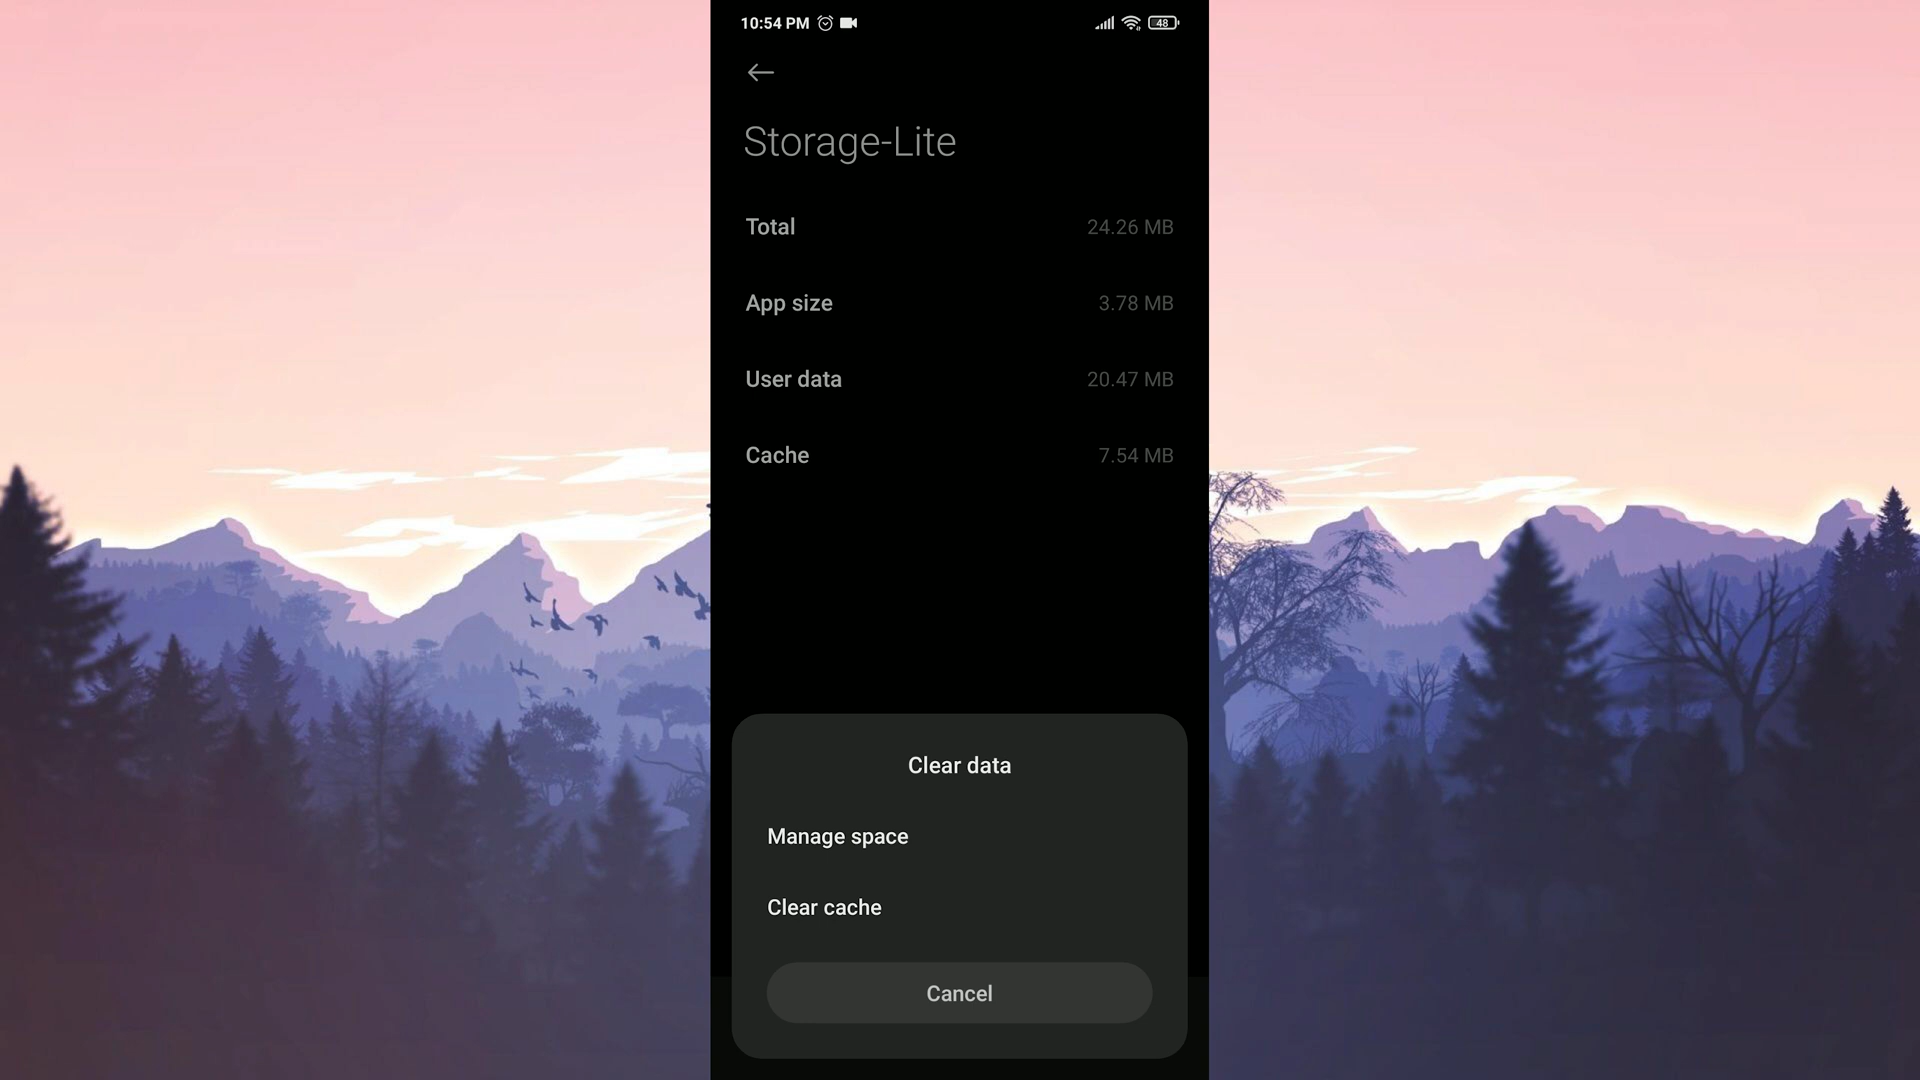 10:54 PM 48
Storage-Lite
Total 24.26 MB
App size 3.78 MB
User data 20.47 MB
Cache 7.54 MB
Clear data
Manage space
Clear cache
Cancel